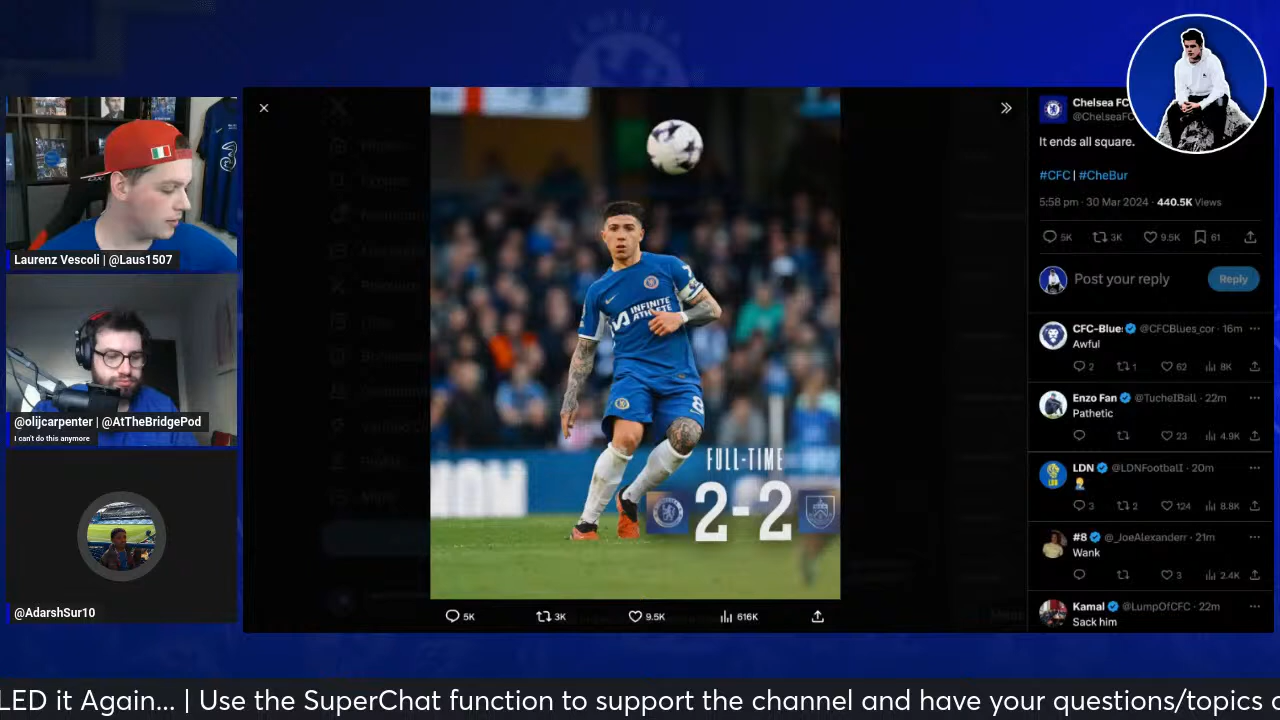 Laurenz Vescoli | @Laus1507
@olijcarpenter | @AtTheBridgePod
I can't do this anymore
@AdarshSur10
INFINITE
ATHLETE
8
FULL-TIME
2-2
5K
3K
9.5K
616K
Chelsea FC
@ChelseaFC
It ends all square.
#CFC | #CheBur
5:58 pm · 30 Mar 2024 · 440.5K Views
5K 3K 9.5K 61
Post your reply
Reply
CFC-Blues @CFCBlues_cor · 16m
Awful
2 1 62 8K
Enzo Fan @TuchelBall · 22m
Pathetic
23 4.9K
LDN @LDNFootball · 20m
3 2 124 8.8K
#8 @_JoeAlexanderr · 21m
Wank
3 2.4K
Kamal @LumpOfCFC · 22m
Sack him
LED it Again... | Use the SuperChat function to support the channel and have your questions/topics